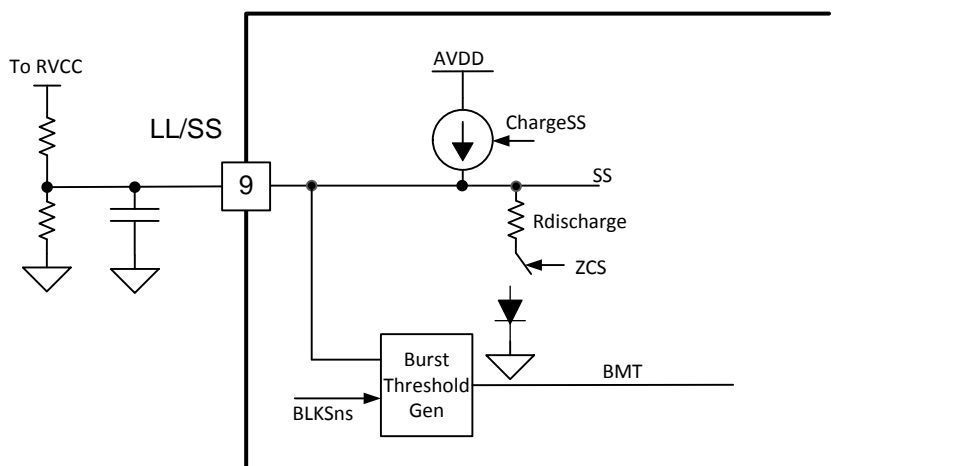 To RVCC
LL/SS
9
AVDD
ChargeSS
SS
Rdischarge
ZCS
Burst
Threshold
Gen
BLKSns
BMT